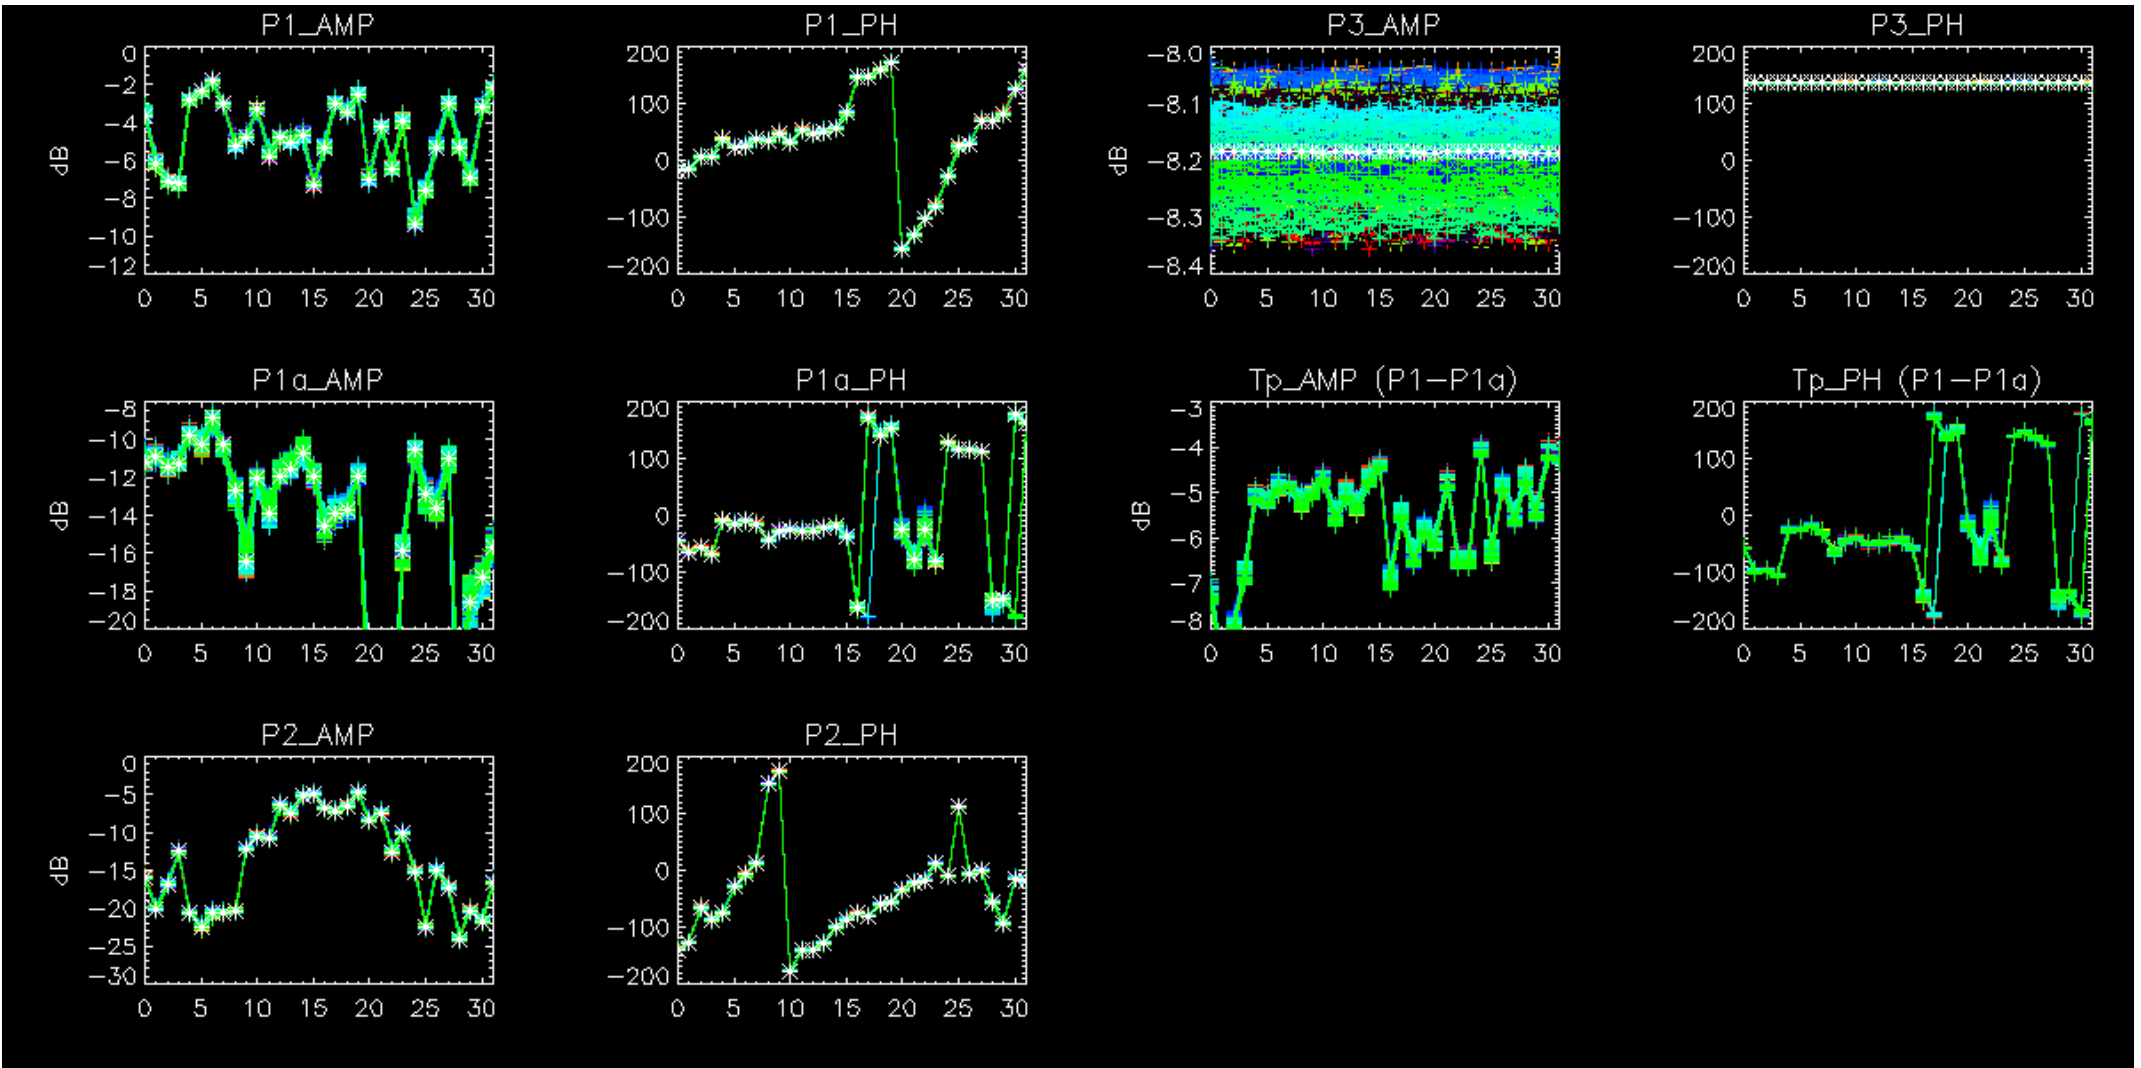 P1_AMP P1_PH P3_AMP P3_PH
0 200 -8.0 200
-2
-4 100 -8.1 100
dB -6 0 dB -8.2 0
-8
-10 -100 -8.3 -100
-12 -200 -8.4 -200
0 5 10 15 20 25 30 0 5 10 15 20 25 30 0 5 10 15 20 25 30 0 5 10 15 20 25 30
P1a_AMP P1a_PH Tp_AMP (P1-P1a) Tp_PH (P1-P1a)
-8 200 -3 200
-10 100 -4 100
-12
dB -14 0 dB -5 0
-16 -6
-18 -100 -7 -100
-20 -200 -8 -200
0 5 10 15 20 25 30 0 5 10 15 20 25 30 0 5 10 15 20 25 30 0 5 10 15 20 25 30
P2_AMP P2_PH
0 200
-5 100
-10
dB -15 0
-20 -100
-25
-30 -200
0 5 10 15 20 25 30 0 5 10 15 20 25 30